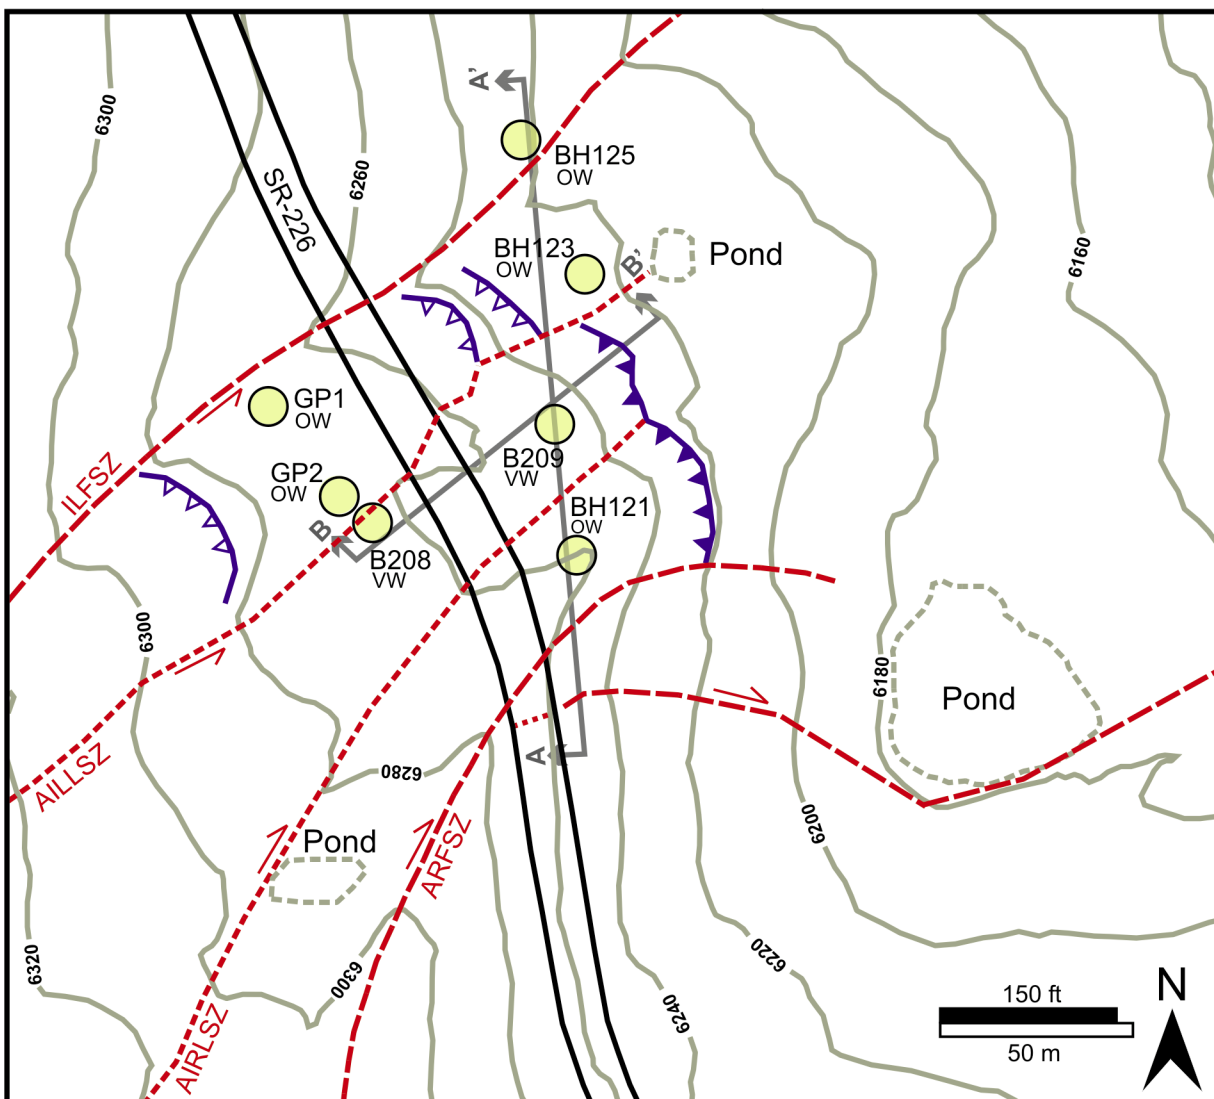 A'
6300
BH125
OW
6260
SR-226
BH123
OW
B'
Pond
6160
GP1
OW
ILFSZ
GP2
OW
B209
VW
BH121
OW
B
B208
VW
6300
6180
Pond
AILLSZ
A
6280
Pond
ARFSZ
6200
6320
6300
6220
6240
AIRLSZ
150 ft
50 m
N